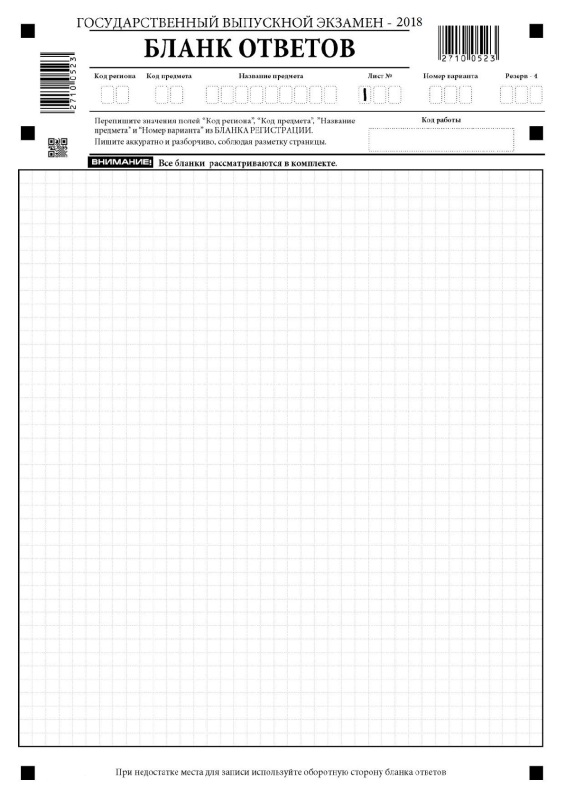 ГОСУДАРСТВЕННЫЙ ВЫПУСКНОЙ ЭКЗАМЕН - 2018
БЛАНК ОТВЕТОВ
2710 0523
2710 0523
Код региона Код предмета Название предмета Лист № Номер варианта Резерв - 4
1
Перепишите значения полей "Код региона", "Код предмета", "Название
предмета" и "Номер варианта" из БЛАНКА РЕГИСТРАЦИИ.
Пишите аккуратно и разборчиво, соблюдая разметку страницы.
Код работы
ВНИМАНИЕ! Все бланки рассматриваются в комплекте.
При недостатке места для записи используйте оборотную сторону бланка ответов